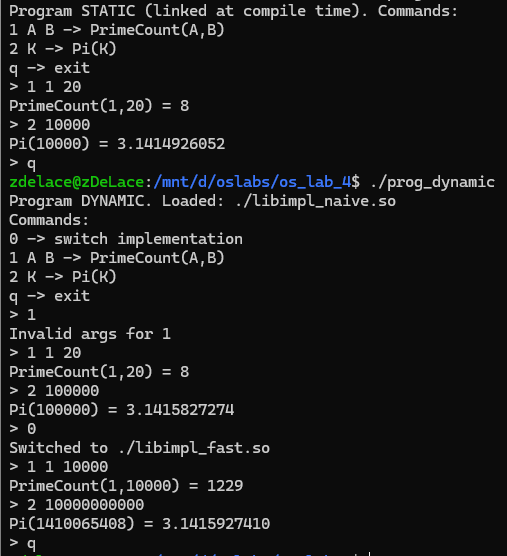 Program STATIC (linked at compile time). Commands:
1 A B -> PrimeCount(A,B)
2 K -> Pi(K)
q -> exit
> 1 1 20
PrimeCount(1,20) = 8
> 2 10000
Pi(10000) = 3.1414926052
> q
zdelace@zDeLace:/mnt/d/oslabs/os_lab_4$ ./prog_dynamic
Program DYNAMIC. Loaded: ./libimpl_naive.so
Commands:
0 -> switch implementation
1 A B -> PrimeCount(A,B)
2 K -> Pi(K)
q -> exit
> 1
Invalid args for 1
> 1 1 20
PrimeCount(1,20) = 8
> 2 100000
Pi(100000) = 3.1415827274
> 0
Switched to ./libimpl_fast.so
> 1 1 10000
PrimeCount(1,10000) = 1229
> 2 10000000000
Pi(1410065408) = 3.1415927410
> q